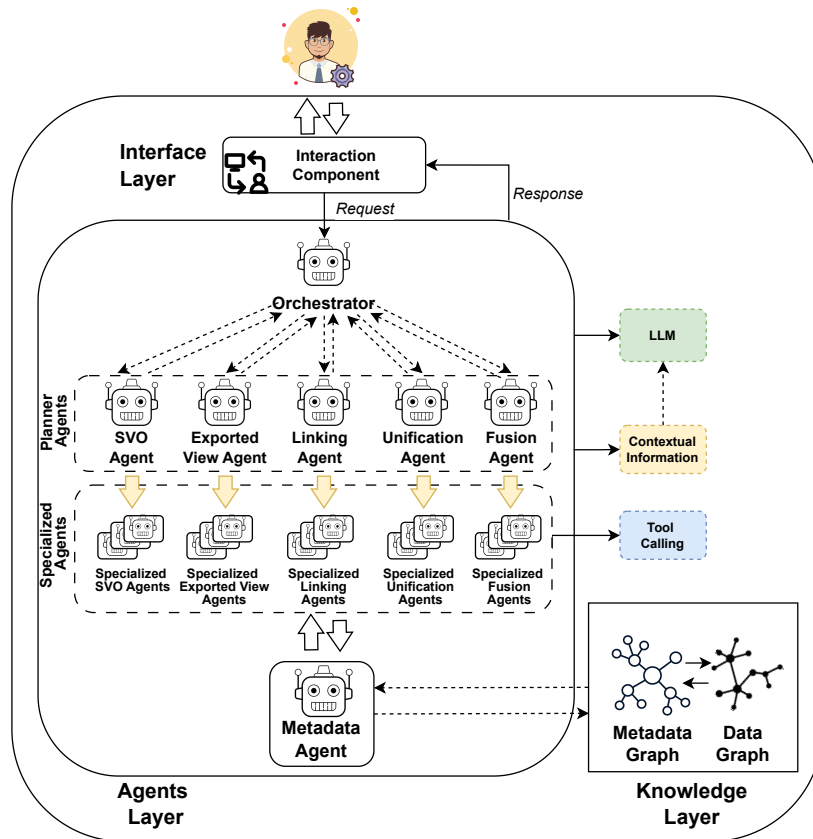 Interface
Layer
Interaction
Component
Request
Response
Orchestrator
LLM
Planner
Agents
SVO
Agent
Exported
View Agent
Linking
Agent
Unification
Agent
Fusion
Agent
Contextual
Information
Specialized
Agents
Specialized
SVO Agents
Specialized
Exported View
Agents
Specialized
Linking
Agents
Specialized
Unification
Agents
Specialized
Fusion
Agents
Tool
Calling
Metadata
Agent
Metadata
Graph
Data
Graph
Agents
Layer
Knowledge
Layer